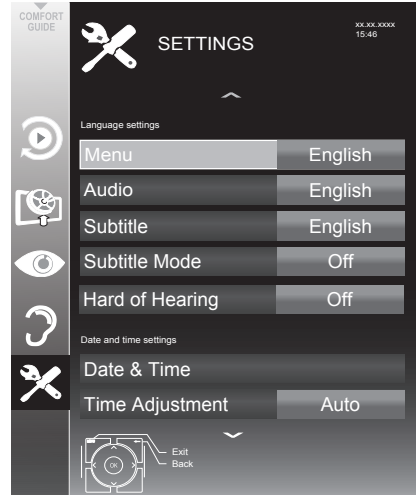 COMFORT
GUIDE
SETTINGS
xx.xx.xxxx
15:46
Language settings
Menu English
Audio English
Subtitle English
Subtitle Mode Off
Hard of Hearing Off
Date and time settings
Date & Time
Time Adjustment Auto
OK
Exit
Back